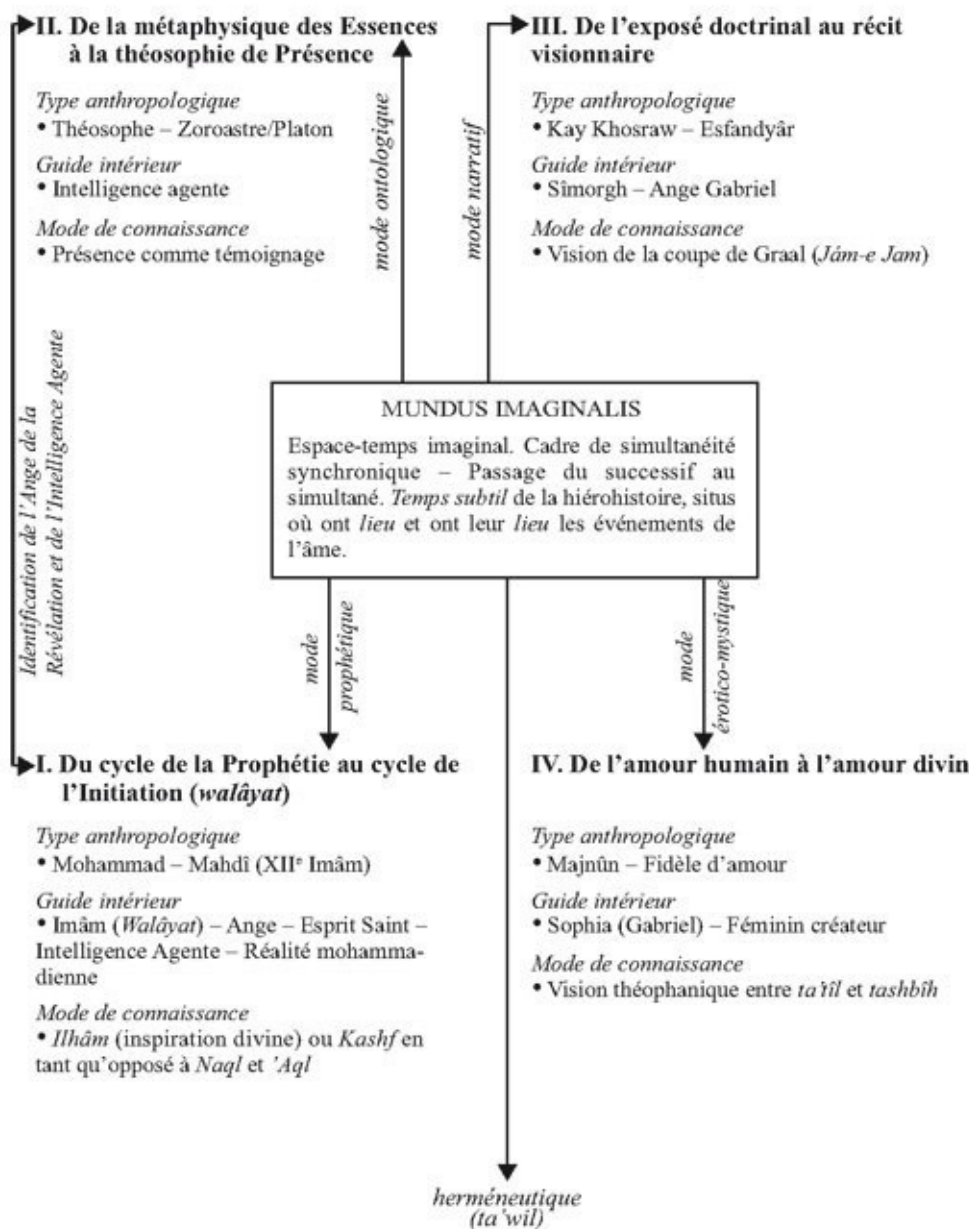 II. De la métaphysique des Essences
à la théosophie de Présence
Type anthropologique
• Théosophe – Zoroastre/Platon
Guide intérieur
• Intelligence agente
Mode de connaissance
• Présence comme témoignage
mode ontologique
mode narratif
III. De l’exposé doctrinal au récit
visionnaire
Type anthropologique
• Kay Khosraw – Esfandyâr
Guide intérieur
• Sîmorgh – Ange Gabriel
Mode de connaissance
• Vision de la coupe de Graal (Jám-e Jam)
Identification de l’Ange de la
Révélation et de l’Intelligence Agente
MUNDUS IMAGINALIS
Espace-temps imaginal. Cadre de simultanéité
synchronique – Passage du successif au
simultané. Temps subtil de la hiérohistoire, situs
où ont lieu et ont leur lieu les événements de
l’âme.
mode
prophétique
mode
érotico-mystique
I. Du cycle de la Prophétie au cycle de
l’Initiation (walâyat)
Type anthropologique
• Mohammad – Mahdî (XIIe Imâm)
Guide intérieur
• Imâm (Walâyat) – Ange – Esprit Saint –
Intelligence Agente – Réalité mohamma-
dienne
Mode de connaissance
• Ilhâm (inspiration divine) ou Kashf en
tant qu’opposé à Naql et ’Aql
IV. De l’amour humain à l’amour divin
Type anthropologique
• Majnûn – Fidèle d’amour
Guide intérieur
• Sophia (Gabriel) – Féminin créateur
Mode de connaissance
• Vision théophanique entre ta’tîl et tashbîh
herméneutique
(ta’wil)